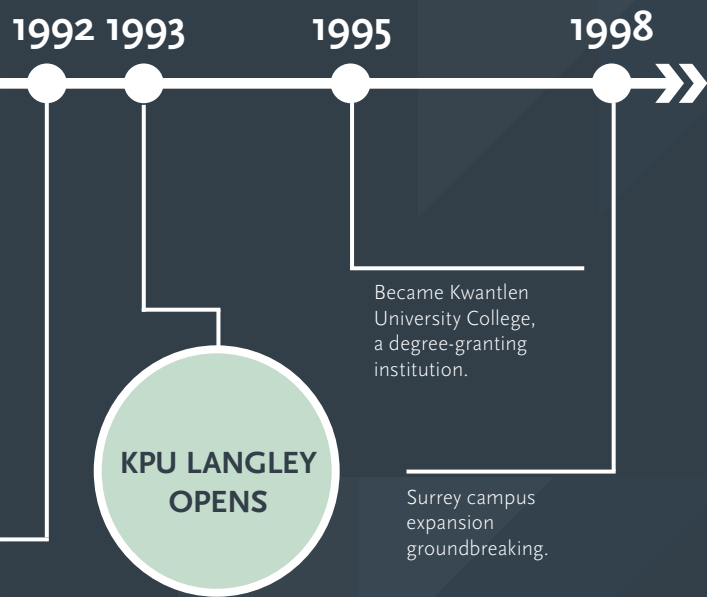 1992 1993 1995 1998
Became Kwantlen
University College,
a degree-granting
institution.
KPU LANGLEY
OPENS
Surrey campus
expansion
groundbreaking.